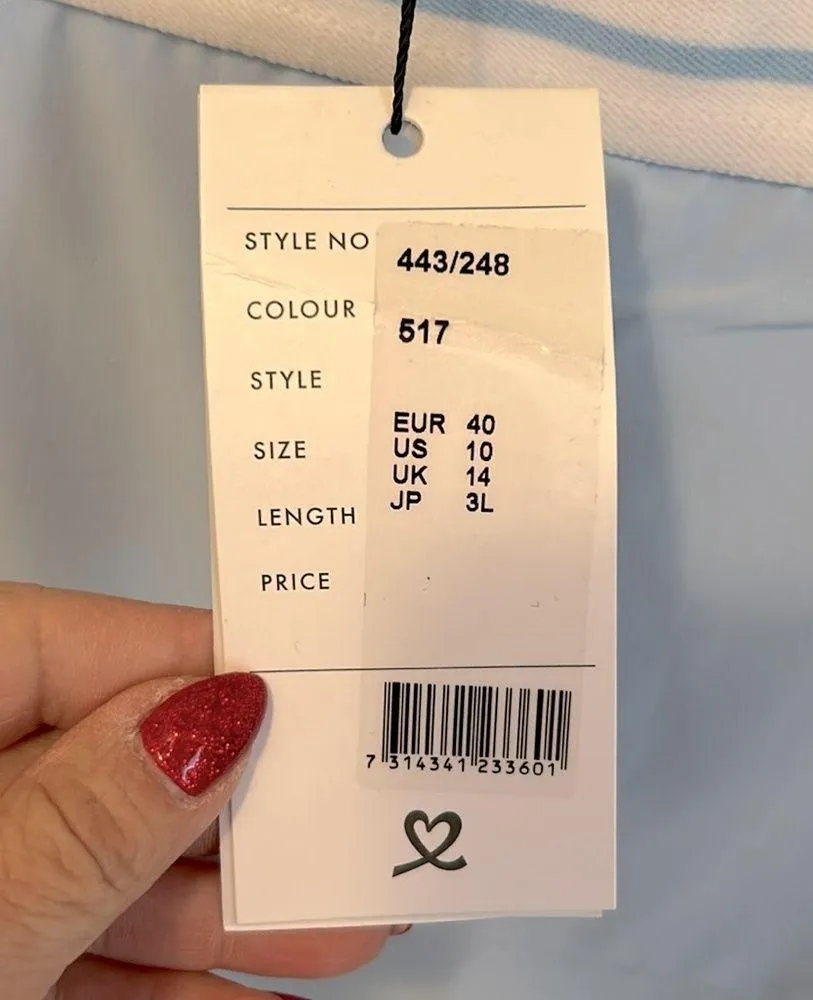 STYLE NO 443/248
COLOUR 517
STYLE
SIZE EUR 40
US 10
UK 14
JP 3L
LENGTH
PRICE
7 314341 233601